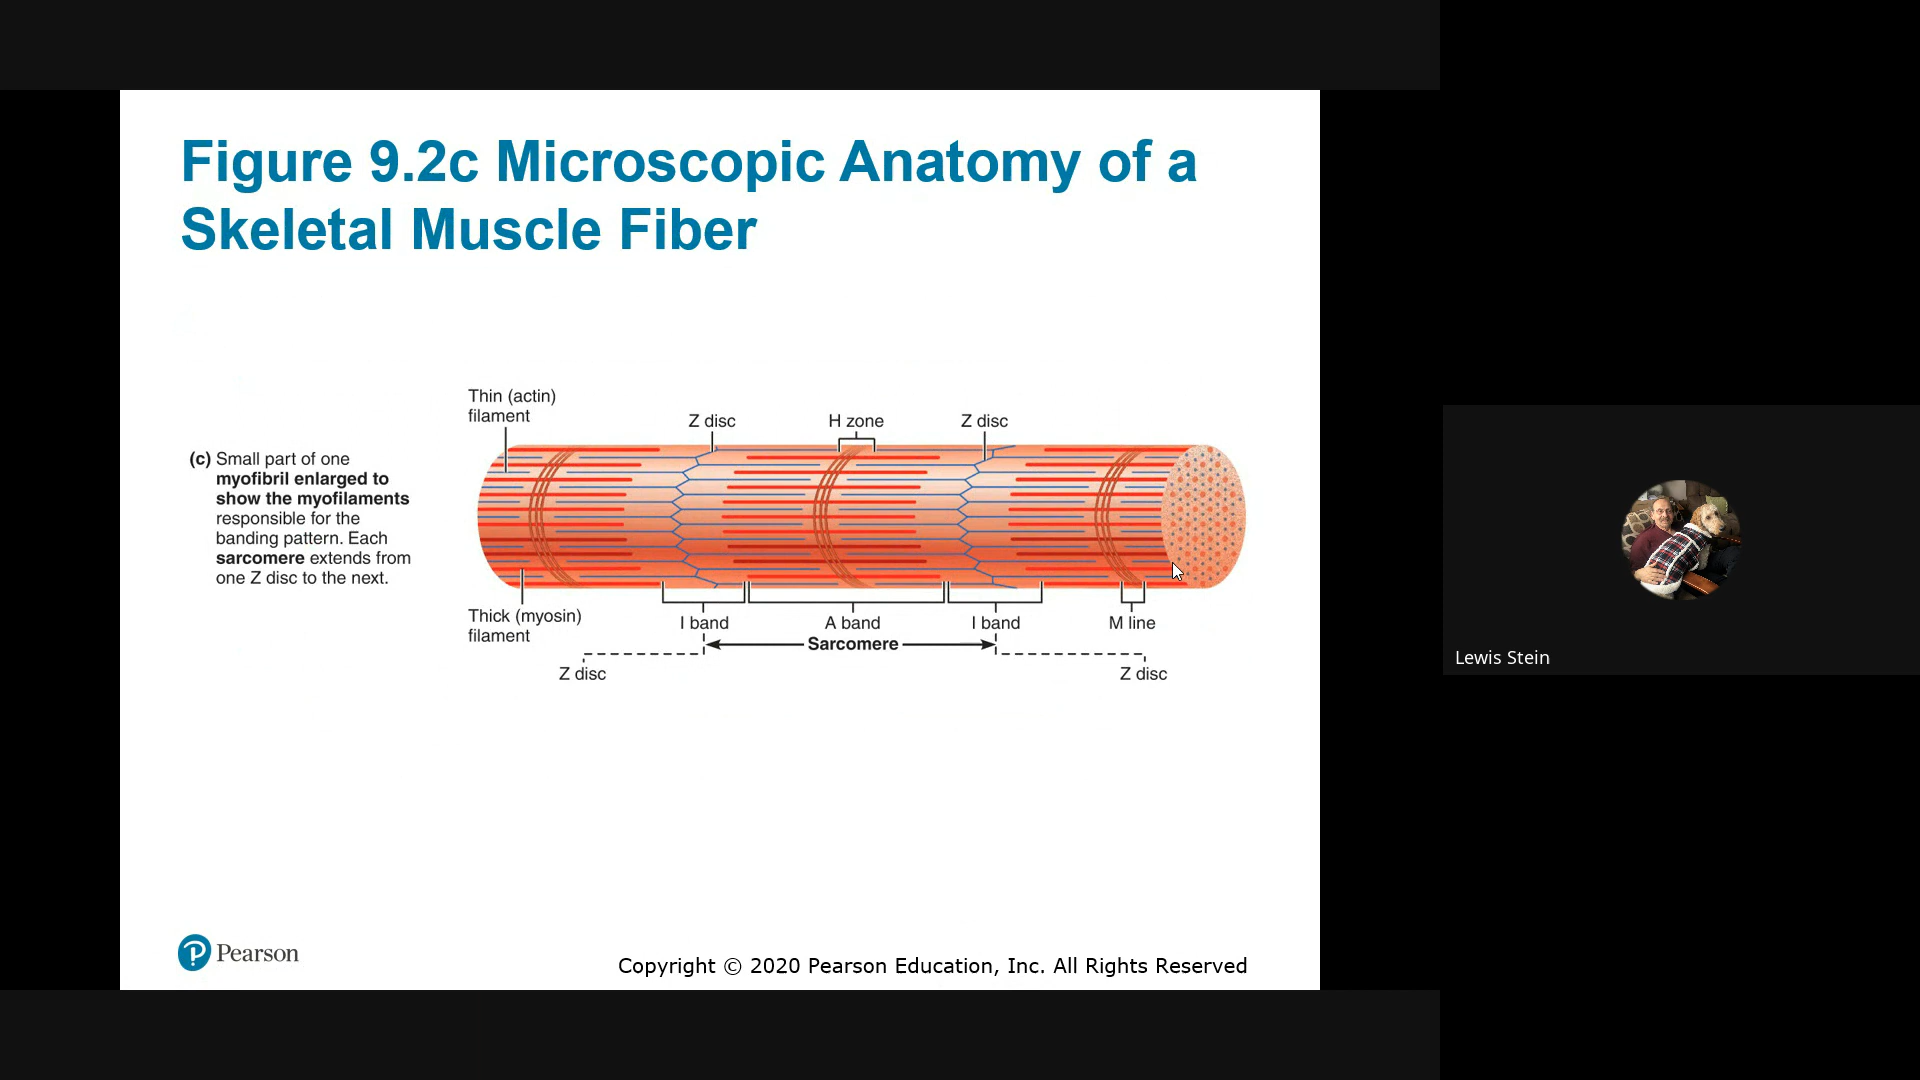 Figure 9.2c Microscopic Anatomy of a
Skeletal Muscle Fiber
Thin (actin)
filament
Z disc
H zone
Z disc
(c) Small part of one
myofibril enlarged to
show the myofilaments
responsible for the
banding pattern. Each
sarcomere extends from
one Z disc to the next.
Thick (myosin)
filament
I band
A band
I band
M line
Sarcomere
Z disc
Z disc
Lewis Stein
Pearson
Copyright © 2020 Pearson Education, Inc. All Rights Reserved